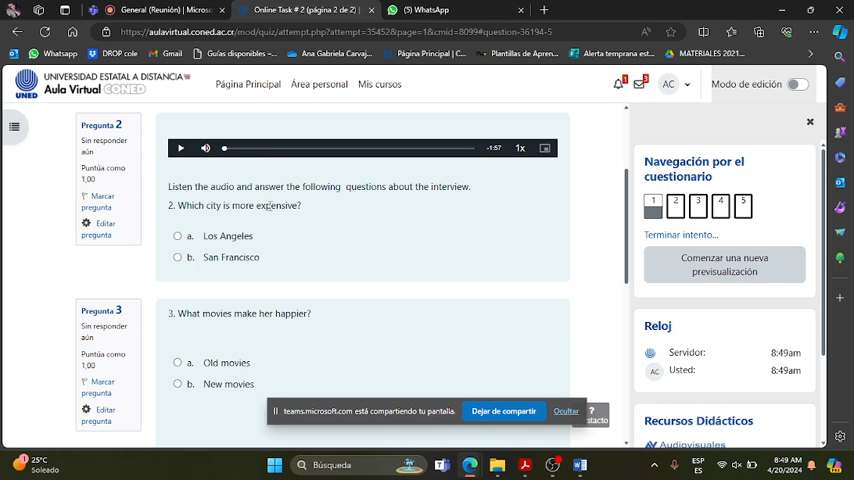 General (Reunión) | Microsoft
Online Task # 2 (página 2 de 2) |
(5) WhatsApp
https://aulavirtual.coned.ac.cr/mod/quiz/attempt.php?attempt=35452&page=1&cmid=8099#question-36194-5
Whatsapp
DROP cole
Gmail
Guías disponibles –...
Ana Gabriela Carvaj...
Página Principal | C...
Plantillas de Apren...
Alerta temprana est...
MATERIALES 2021...
UNIVERSIDAD ESTATAL A DISTANCIA
Aula Virtual CONED
UNED
Página Principal
Área personal
Mis cursos
1
3
AC
Modo de edición
Pregunta 2
Sin responder
aún
Puntúa como
1,00
Marcar
pregunta
Editar
pregunta
-1:57
1x
Listen the audio and answer the following questions about the interview.
2. Which city is more expensive?
a. Los Angeles
b. San Francisco
Pregunta 3
Sin responder
aún
Puntúa como
1,00
Marcar
pregunta
Editar
pregunta
3. What movies make her happier?
a. Old movies
b. New movies
Navegación por el
cuestionario
1 2 3 4 5
Terminar intento...
Comenzar una nueva
previsualización
Reloj
Servidor: 8:49am
AC Usted: 8:49am
Recursos Didácticos
Audiovisuales
teams.microsoft.com está compartiendo tu pantalla.
Dejar de compartir
Ocultar
?
tacto
25°C
Soleado
Búsqueda
ESP
ES
8:49 AM
4/20/2024